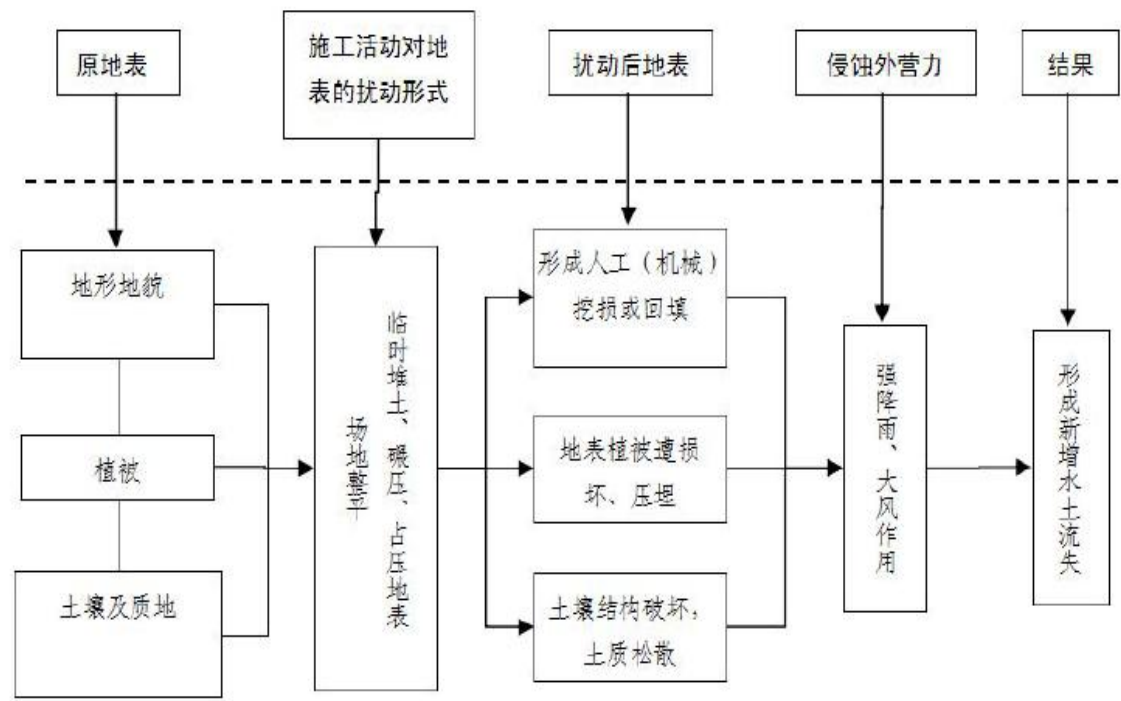 原地表
施工活动对地
表的扰动形式
扰动后地表
侵蚀外营力
结果
地形地貌
植被
土壤及质地
临时堆土、碾压、占压地表
场地整平
形成人工（机械）
挖损或回填
地表植被遭损
坏、压埋
土壤结构破坏，
土质松散
强降雨、大风作用
形成新增水土流失